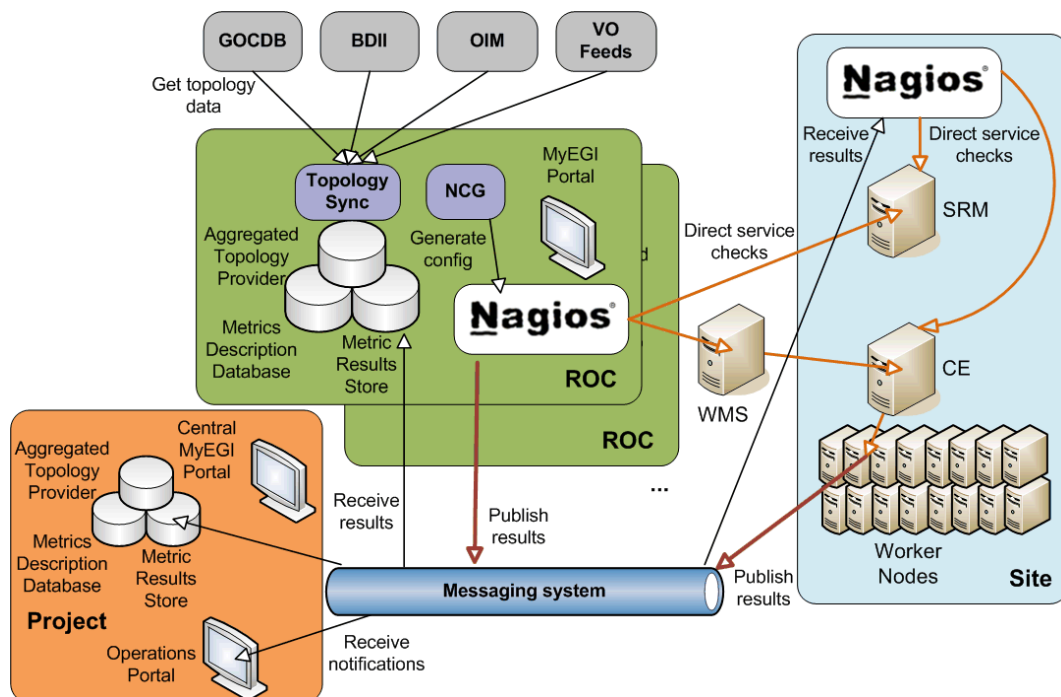 GOCDB
BDII
OIM
VO
Feeds
Get topology
data
Topology
Sync
NCG
MyEGI
Portal
Aggregated
Topology
Provider
Generate
config
Nagios®
Metrics
Description
Database
Metric
Results
Store
ROC
d
ROC
...
Nagios®
Receive
results
Direct service
checks
SRM
Direct service
checks
WMS
CE
Worker
Nodes
Site
Central
MyEGI
Portal
Aggregated
Topology
Provider
Metrics
Description
Database
Metric
Results
Store
Project
Operations
Portal
Receive
results
Publish
results
Messaging system
Receive
notifications
Publish
results